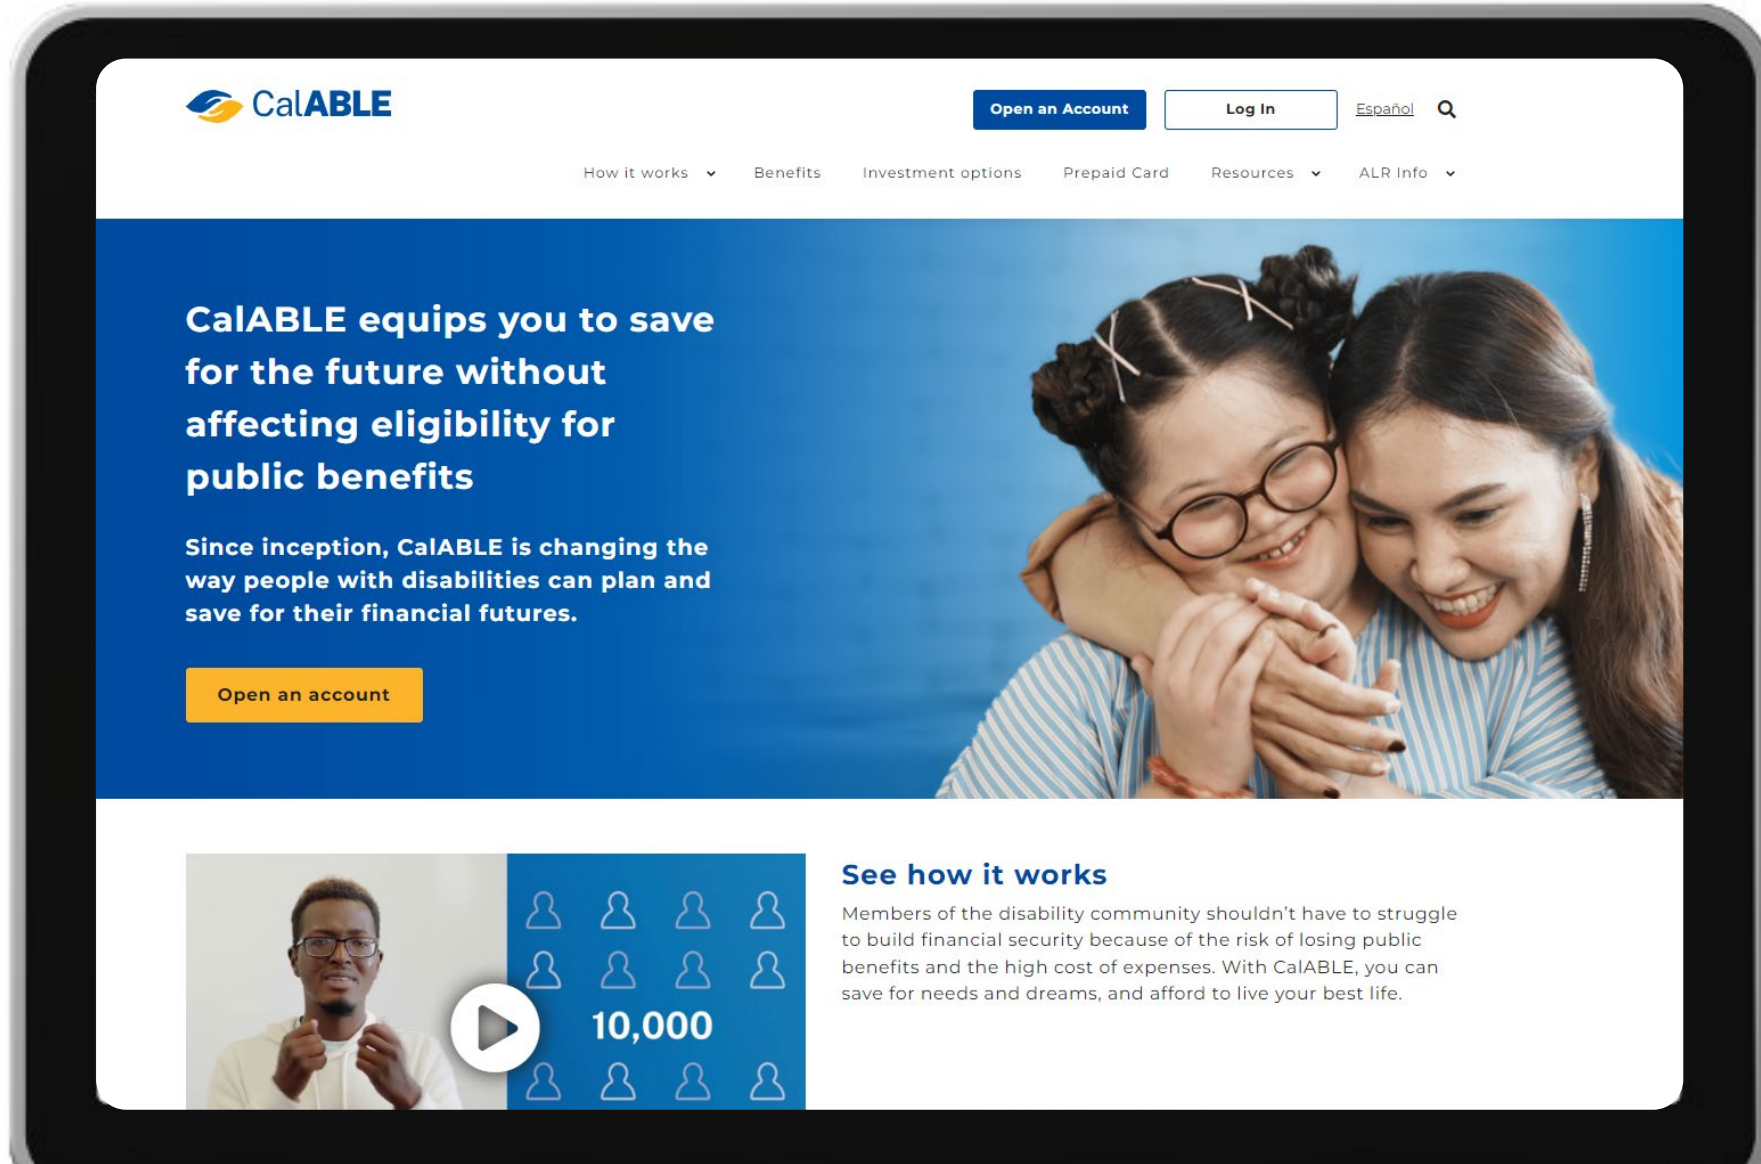 CalABLE
Open an Account
Log In
Español
How it works
Benefits
Investment options
Prepaid Card
Resources
ALR Info
CalABLE equips you to save
for the future without
affecting eligibility for
public benefits
Since inception, CalABLE is changing the
way people with disabilities can plan and
save for their financial futures.
Open an account
10,000
See how it works
Members of the disability community shouldn't have to struggle
to build financial security because of the risk of losing public
benefits and the high cost of expenses. With CalABLE, you can
save for needs and dreams, and afford to live your best life.